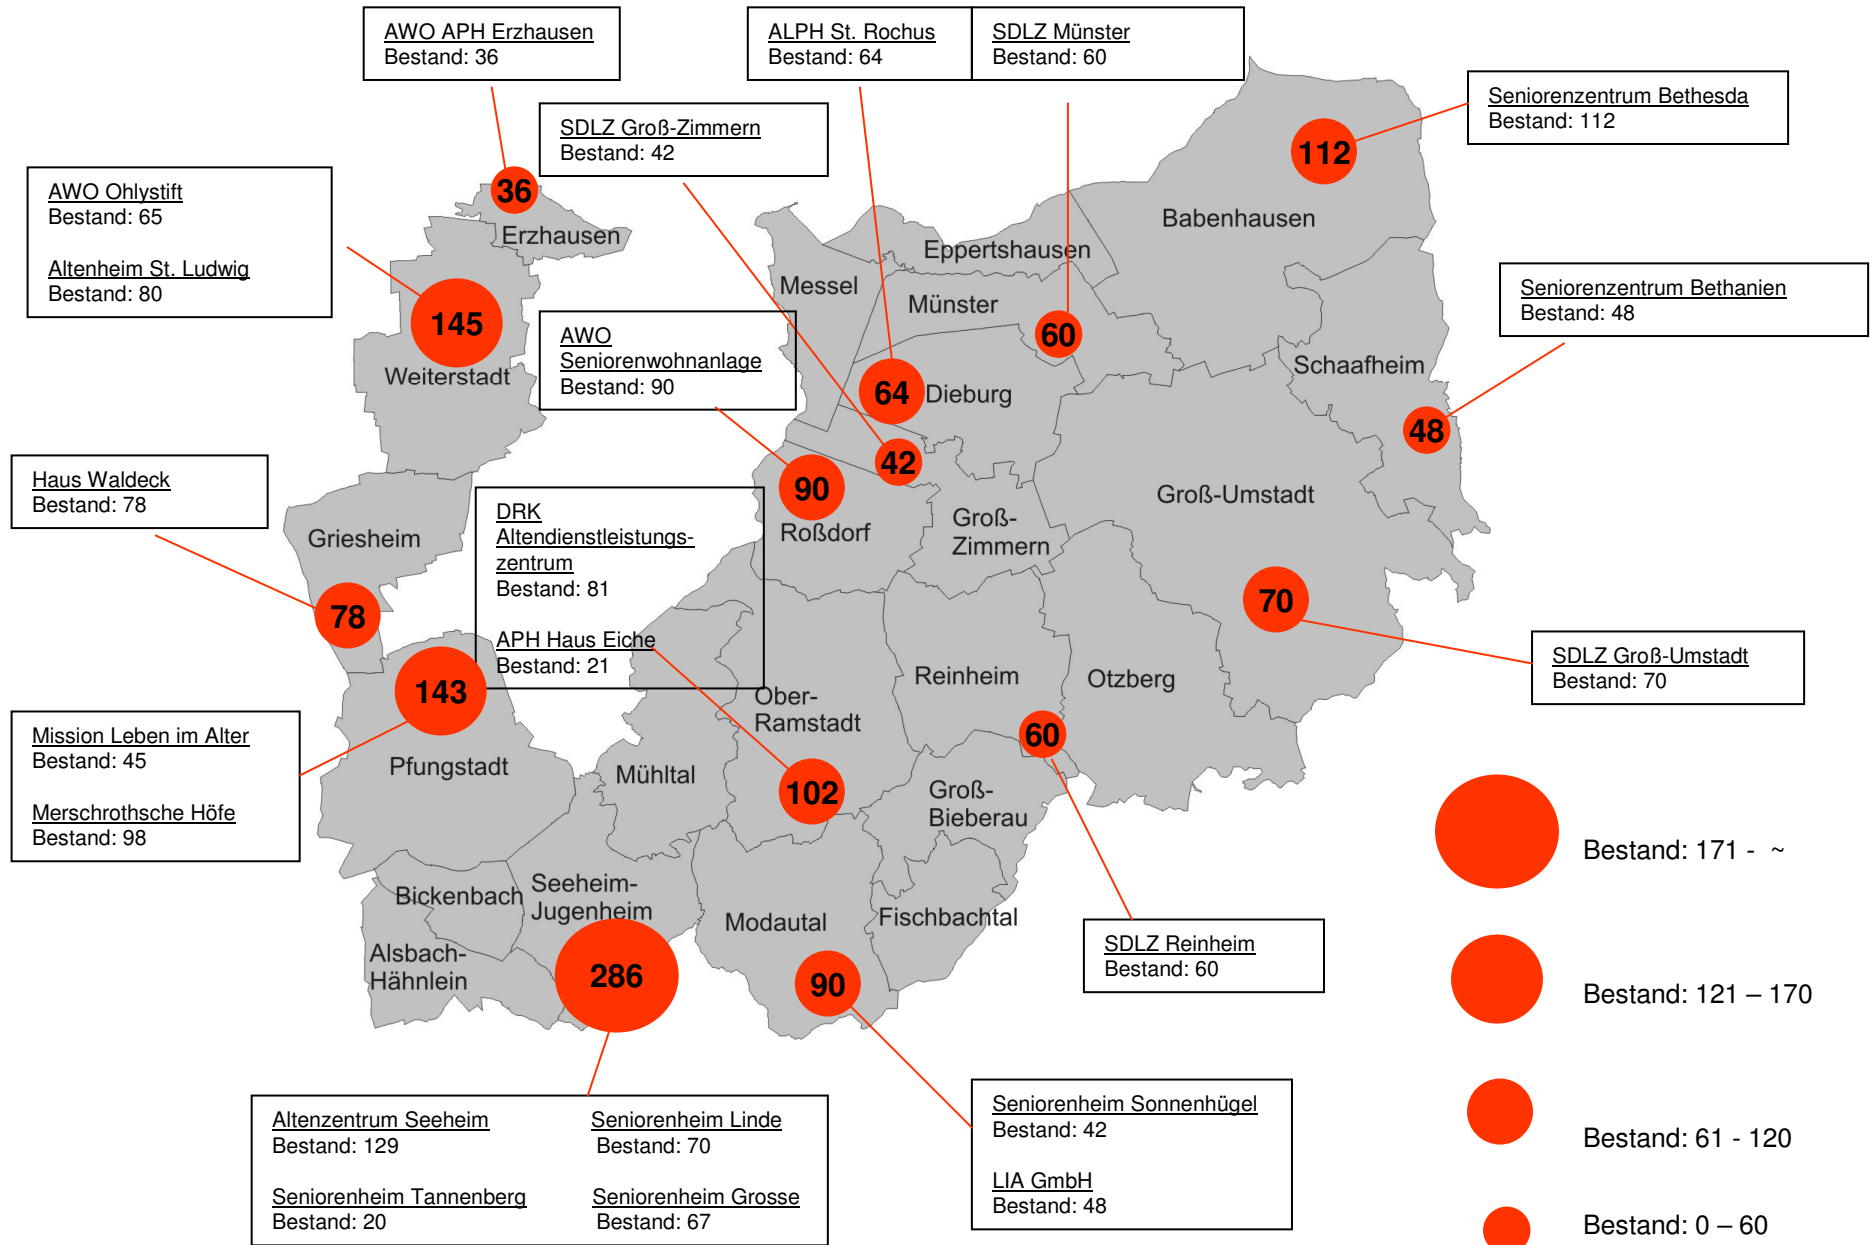 AWO APH Erzhausen
Bestand: 36
ALPH St. Rochus
Bestand: 64
SDLZ Münster
Bestand: 60
Seniorenzentrum Bethesda
Bestand: 112
SDLZ Groß-Zimmern
Bestand: 42
AWO Ohlystift
Bestand: 65
Altenheim St. Ludwig
Bestand: 80
Seniorenzentrum Bethanien
Bestand: 48
AWO
Seniorenwohnanlage
Bestand: 90
Haus Waldeck
Bestand: 78
DRK
Altendienstleistungs-
zentrum
Bestand: 81
APH Haus Eiche
Bestand: 21
SDLZ Groß-Umstadt
Bestand: 70
Mission Leben im Alter
Bestand: 45
Merschrothsche Höfe
Bestand: 98
SDLZ Reinheim
Bestand: 60
Altenzentrum Seeheim
Bestand: 129
Seniorenheim Linde
Bestand: 70
Seniorenheim Tannenberg
Bestand: 20
Seniorenheim Grosse
Bestand: 67
Seniorenheim Sonnenhügel
Bestand: 42
LIA GmbH
Bestand: 48
36
Erzhausen
145
Weiterstadt
112
Babenhausen
Eppertshausen
Messel
Münster
60
64
Dieburg
Schaafheim
48
42
90
Roßdorf
Groß-
Zimmern
Groß-Umstadt
70
Griesheim
78
143
Pfungstadt
Mühltal
Ober-
Ramstadt
102
Reinheim
60
Otzberg
Groß-
Bieberau
Bickenbach
Seeheim-
Jugenheim
286
Alsbach-
Hähnlein
Modautal
90
Fischbachtal
Bestand: 171 - ~
Bestand: 121 – 170
Bestand: 61 - 120
Bestand: 0 – 60